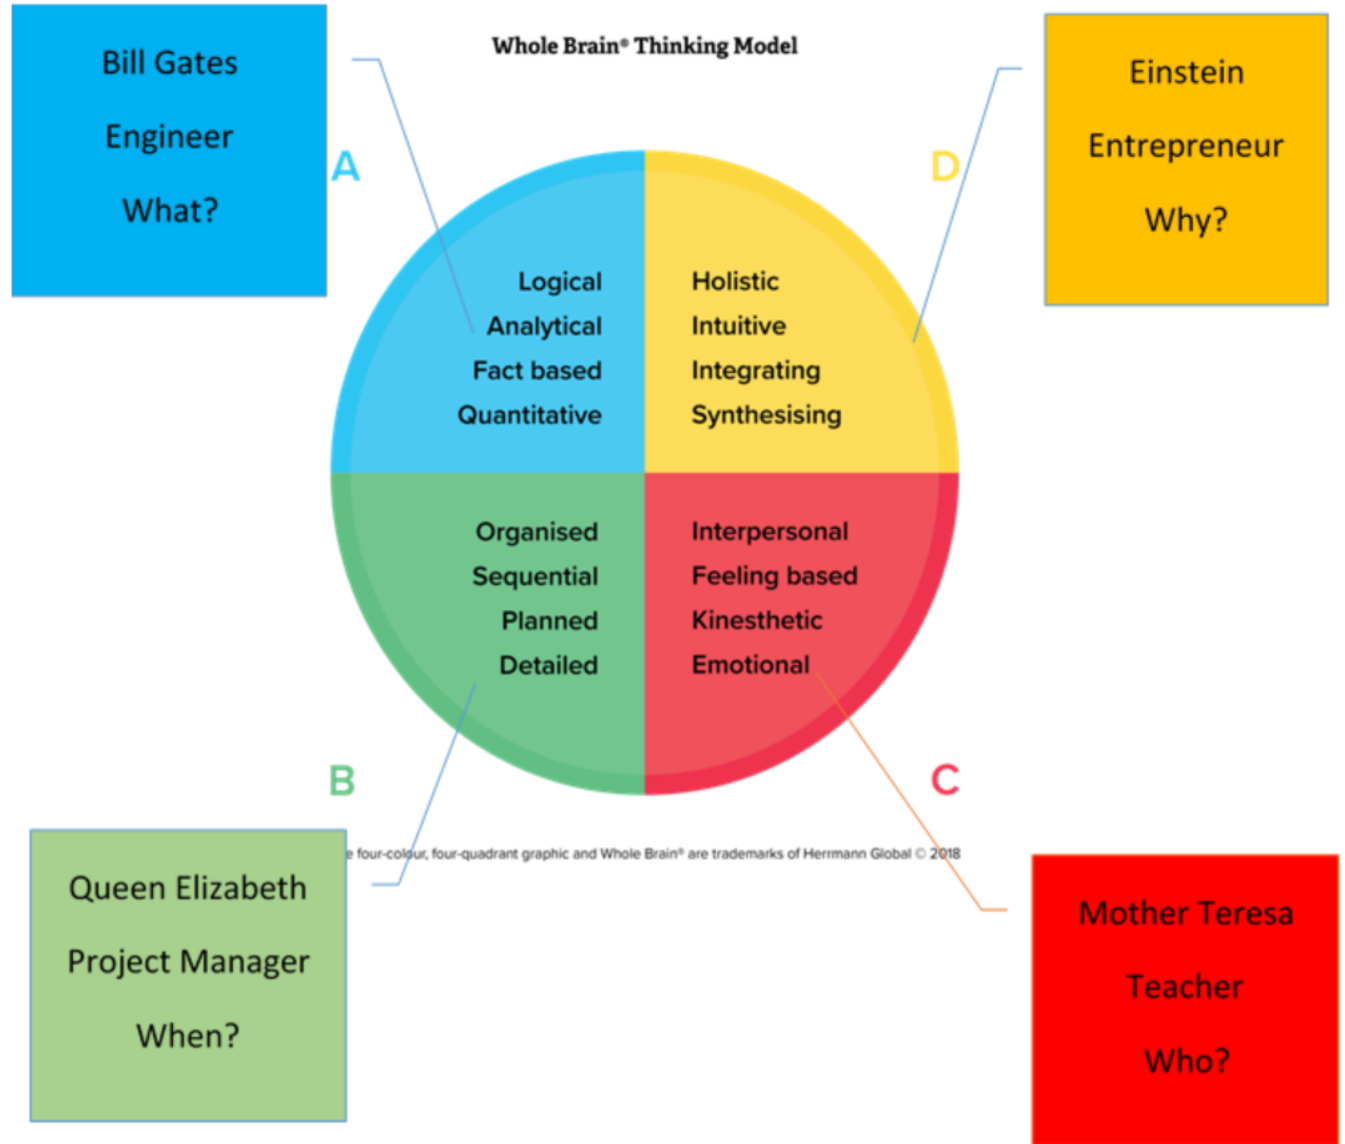 Whole Brain® Thinking Model
Bill Gates
Engineer
What?
A
Logical
Analytical
Fact based
Quantitative
D
Holistic
Intuitive
Integrating
Synthesising
Einstein
Entrepreneur
Why?
B
Organised
Sequential
Planned
Detailed
C
Interpersonal
Feeling based
Kinesthetic
Emotional
e four-colour, four-quadrant graphic and Whole Brain® are trademarks of Herrmann Global © 2018
Queen Elizabeth
Project Manager
When?
Mother Teresa
Teacher
Who?